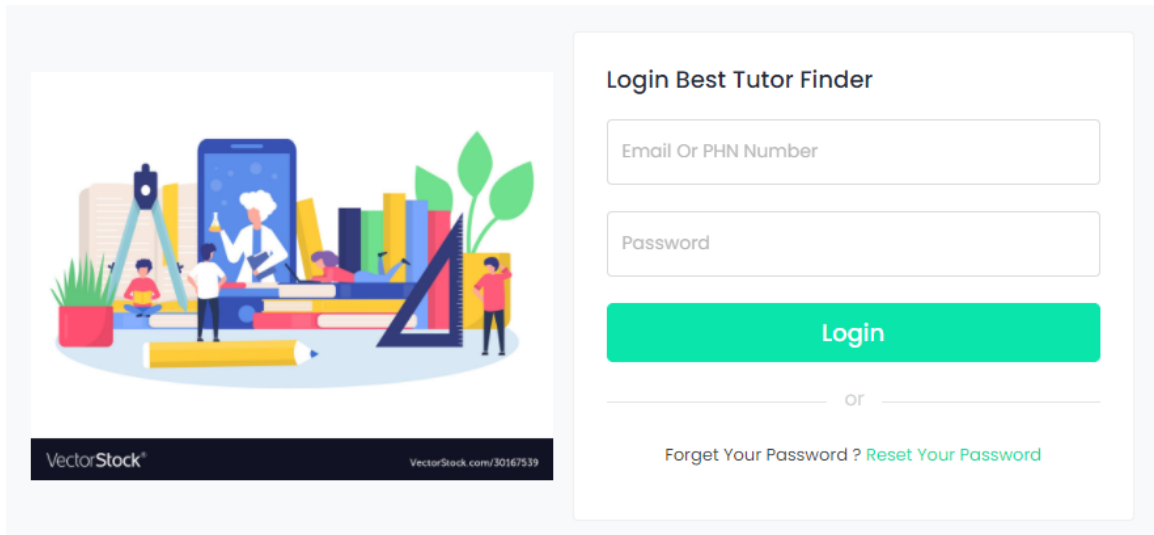 Login Best Tutor Finder
Email Or PHN Number
Password
Login
or
Forget Your Password ? Reset Your Password
VectorStock®
VectorStock.com/30167539